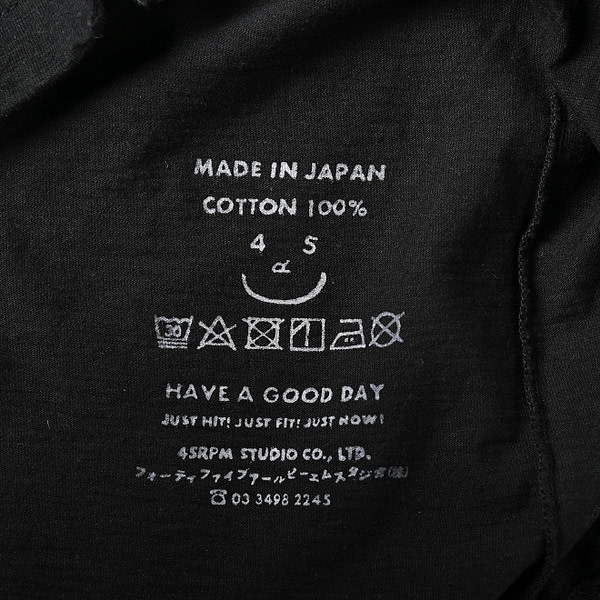 MADE IN JAPAN
COTTON 100%
4 5
R
30
HAVE A GOOD DAY
JUST HIT! JUST FIT! JUST NOW!
45RPM STUDIO CO., LTD.
フォーティファイブアールピーエムスタジオ(株)
☎ 03 3498 2245